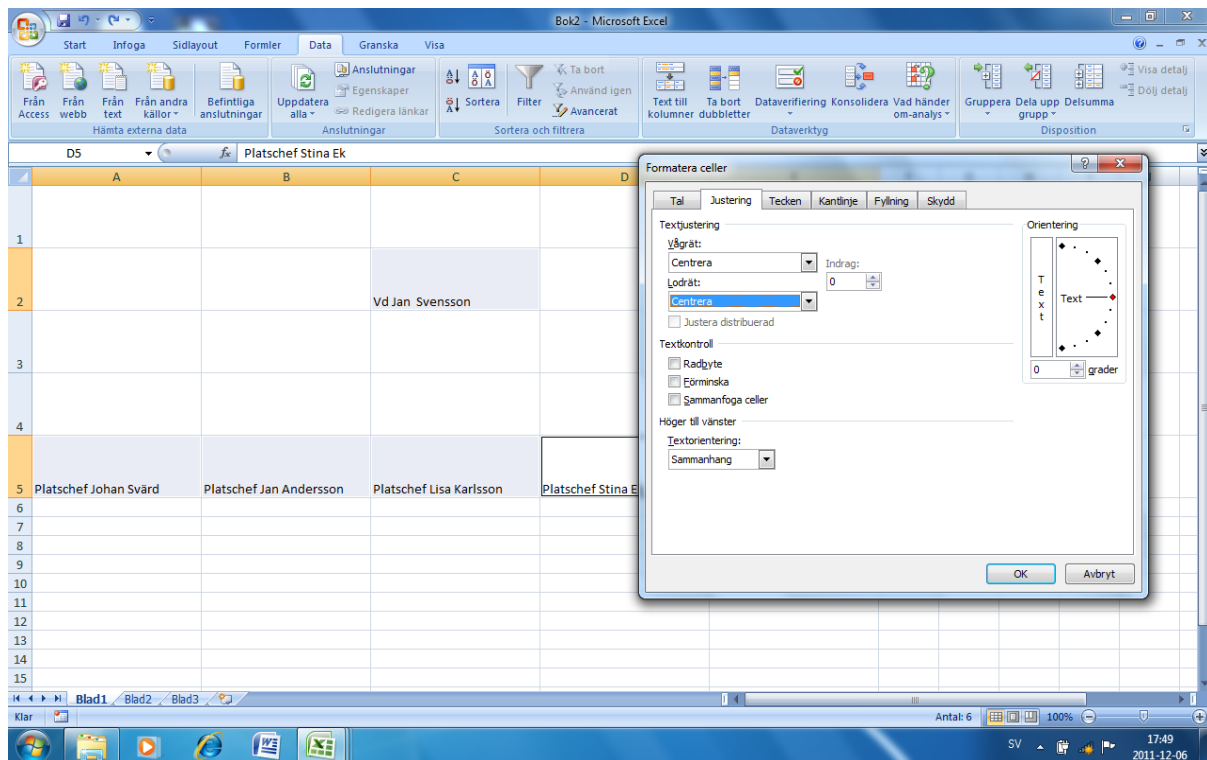 Bok2 - Microsoft Excel
Start Infoga Sidlayout Formler Data Granska Visa
Från Access
Från webb
Från text
Från andra källor
Hämta externa data
Befintliga anslutningar
Uppdatera alla
Anslutningar
Egenskaper
Redigera länkar
Anslutningar
Sortera
Filter
Ta bort
Använd igen
Avancerat
Sortera och filtrera
Text till kolumner
Ta bort dubbletter
Dataverifiering
Konsolidera
Vad händer om-analys
Dataverktyg
Gruppera
Dela upp grupp
Delsumma
Visa detalj
Dölj detalj
Disposition
D5 fx Platschef Stina Ek
A B C D
1
2 Vd Jan Svensson
3
4
5 Platschef Johan Svärd Platschef Jan Andersson Platschef Lisa Karlsson Platschef Stina E
6
7
8
9
10
11
12
13
14
15
Formatera celler
Tal Justering Tecken Kantlinje Fyllning Skydd
Textjustering
Vågrät:
Centrera
Indrag:
0
Lodrät:
Centrera
Justera distribuerad
Textkontroll
Radbyte
Förminska
Sammanfoga celler
Höger till vänster
Textorientering:
Sammanhang
Orientering
Text
Text
0 grader
OK Avbryt
Blad1 Blad2 Blad3
Klar Antal: 6 100%
SV 17:49
2011-12-06